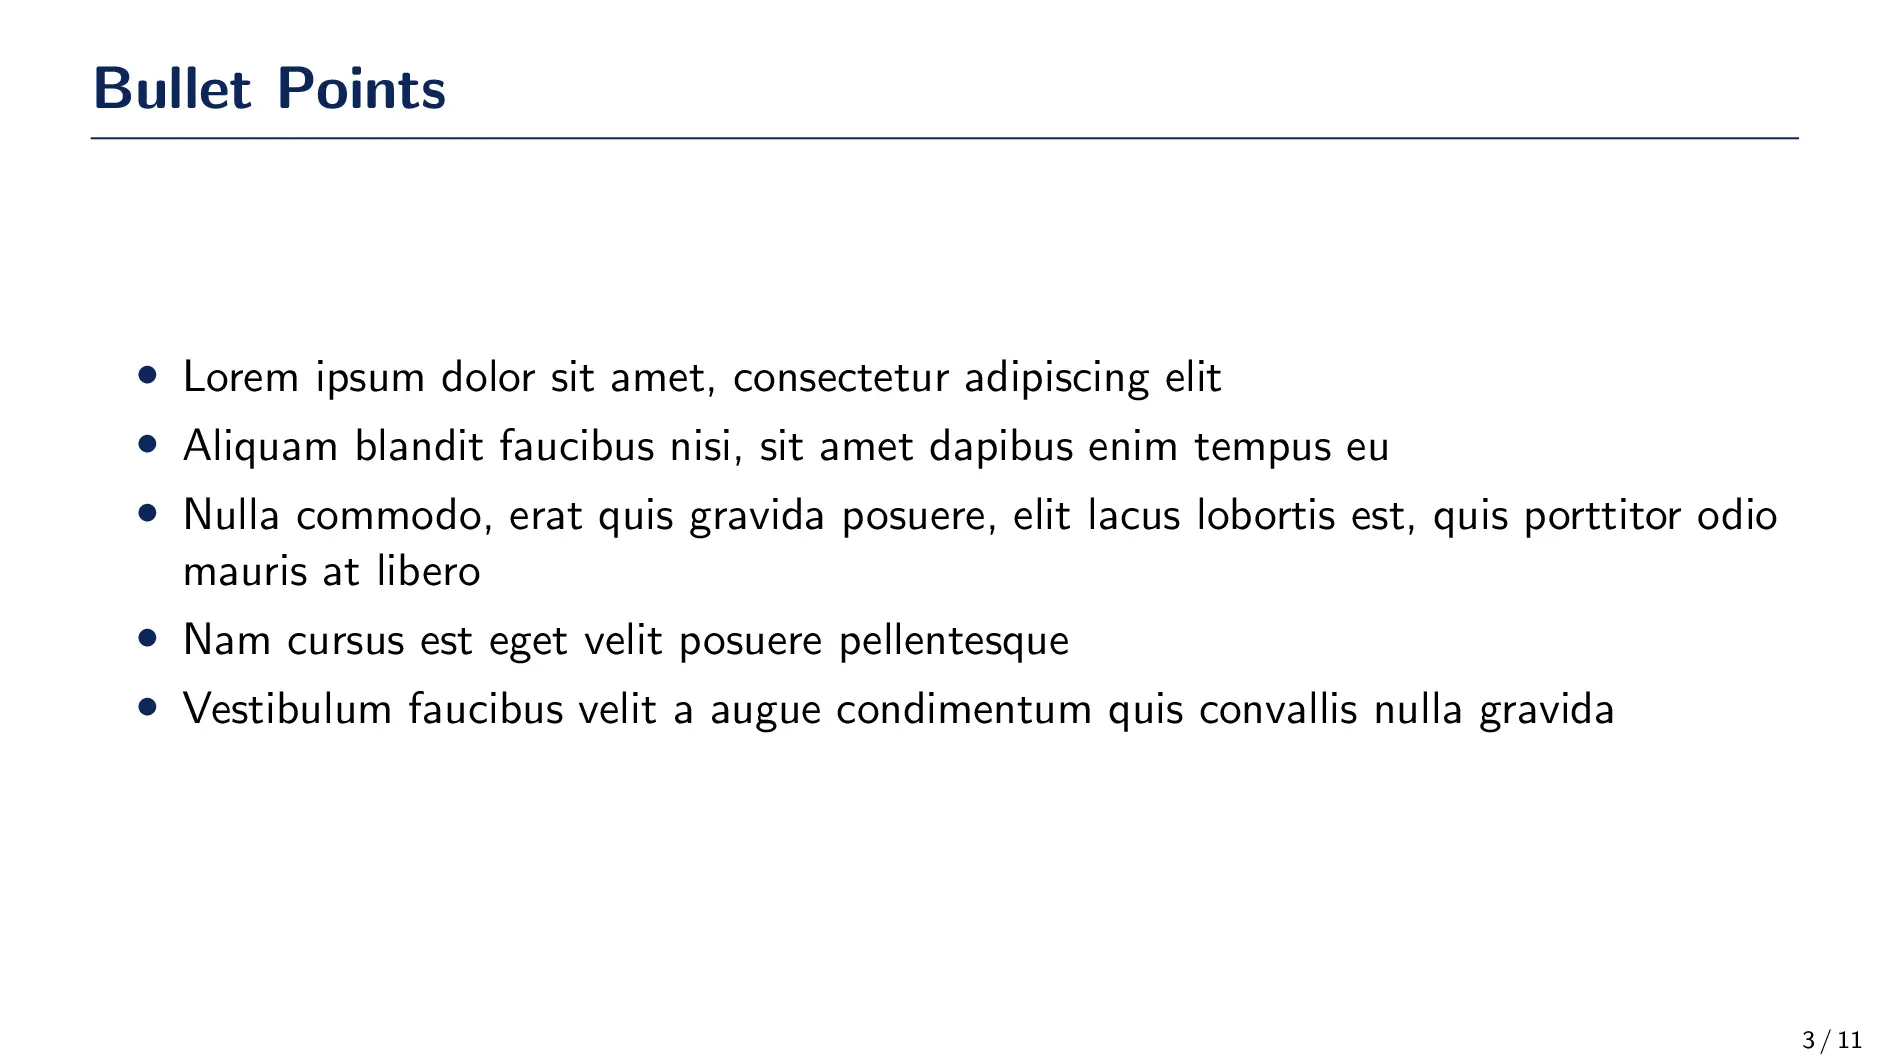 Bullet Points
• Lorem ipsum dolor sit amet, consectetur adipiscing elit
• Aliquam blandit faucibus nisi, sit amet dapibus enim tempus eu
• Nulla commodo, erat quis gravida posuere, elit lacus lobortis est, quis porttitor odio
mauris at libero
• Nam cursus est eget velit posuere pellentesque
• Vestibulum faucibus velit a augue condimentum quis convallis nulla gravida
3 / 11